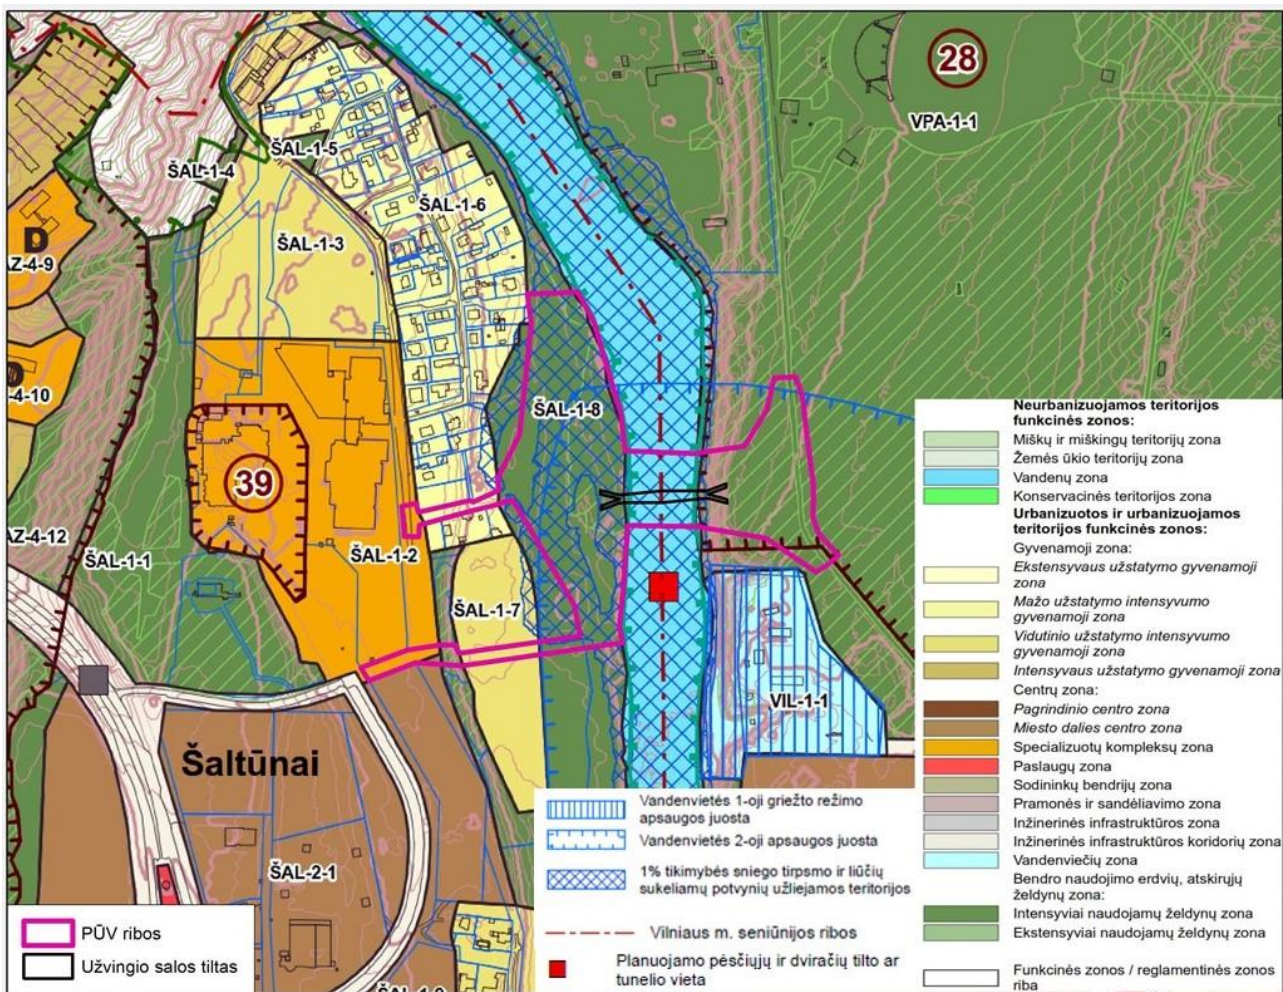 28
VPA-1-1
ŠAL-1-5
ŠAL-1-4
ŠAL-1-6
D
AZ-4-9
ŠAL-1-3
D
-4-10
ŠAL-1-8
39
AZ-4-12
ŠAL-1-1
ŠAL-1-2
ŠAL-1-7
VIL-1-1
Šaltūnai
ŠAL-2-1
ŠAL-1-9
PŪV ribos
Užvingio salos tiltas
Vandenvietės 1-oji griežto režimo
apsaugos juosta
Vandenvietės 2-oji apsaugos juosta
1% tikimybės sniego tirpsmo ir liūčių
sukeliamų potvynių užliejamos teritorijos
Vilniaus m. seniūnijos ribos
Planuojamo pėsčiųjų ir dviračių tilto ar
tunelio vieta
Neurbanizuojamos teritorijos
funkcinės zonos:
Miškų ir miškingų teritorijų zona
Žemės ūkio teritorijų zona
Vandenų zona
Konservacinės teritorijos zona
Urbanizuotos ir urbanizuojamos
teritorijos funkcinės zonos:
Gyvenamoji zona:
Ekstensyvaus užstatymo gyvenamoji
zona
Mažo užstatymo intensyvumo
gyvenamoji zona
Vidutinio užstatymo intensyvumo
gyvenamoji zona
Intensyvaus užstatymo gyvenamoji zona
Centrų zona:
Pagrindinio centro zona
Miesto dalies centro zona
Specializuotų kompleksų zona
Paslaugų zona
Sodininkų bendrijų zona
Pramonės ir sandėliavimo zona
Inžinerinės infrastruktūros zona
Inžinerinės infrastruktūros koridorių zona
Vandenviečių zona
Bendro naudojimo erdvių, atskirųjų
želdynų zona:
Intensyviai naudojamų želdynų zona
Ekstensyviai naudojamų želdynų zona
Funkcinės zonos / reglamentinės zonos
riba